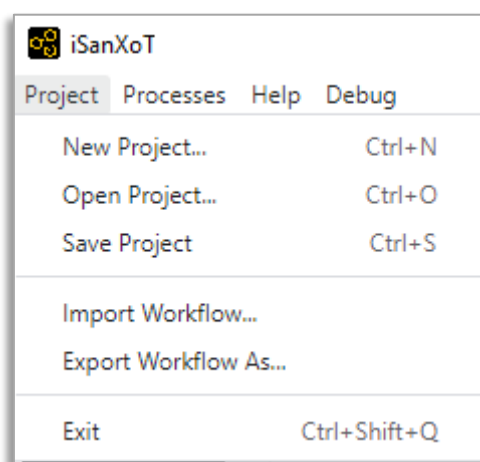 iSanXoT
Project Processes Help Debug
New Project... Ctrl+N
Open Project... Ctrl+O
Save Project Ctrl+S
Import Workflow...
Export Workflow As...
Exit Ctrl+Shift+Q